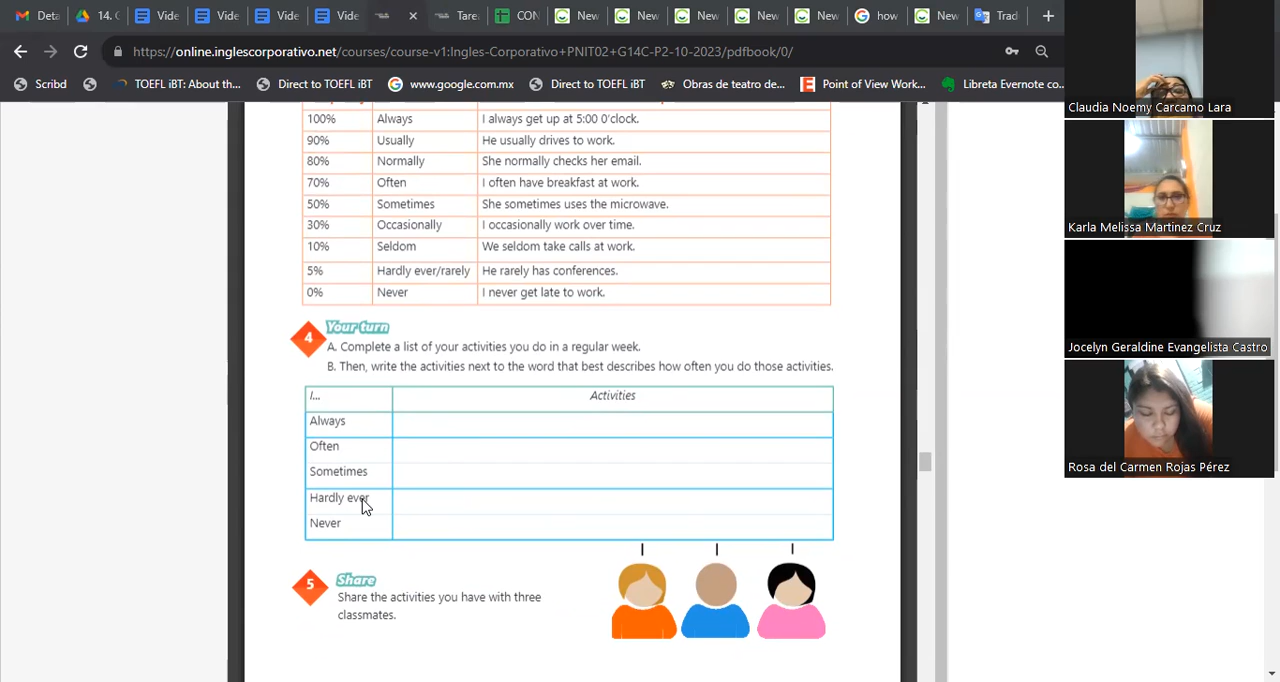 Deta
14. C
Vide
Vide
Vide
Vide
Tare
CON
New
New
New
New
New
how
New
Trad
https://online.inglescorporativo.net/courses/course-v1:Ingles-Corporativo+PNIT02+G14C-P2-10-2023/pdfbook/0/
Scribd
TOEFL iBT: About th...
Direct to TOEFL iBT
www.google.com.mx
Direct to TOEFL iBT
Obras de teatro de...
Point of View Work...
Libreta Evernote co...
100% Always I always get up at 5:00 0'clock.
90% Usually He usually drives to work.
80% Normally She normally checks her email.
70% Often I often have breakfast at work.
50% Sometimes She sometimes uses the microwave.
30% Occasionally I occasionally work over time.
10% Seldom We seldom take calls at work.
5% Hardly ever/rarely He rarely has conferences.
0% Never I never get late to work.
4 Your turn
A. Complete a list of your activities you do in a regular week.
B. Then, write the activities next to the word that best describes how often you do those activities.
I... Activities
Always
Often
Sometimes
Hardly ever
Never
5 Share
Share the activities you have with three
classmates.
Claudia Noemy Carcamo Lara
Karla Melissa Martinez Cruz
Jocelyn Geraldine Evangelista Castro
Rosa del Carmen Rojas Pérez